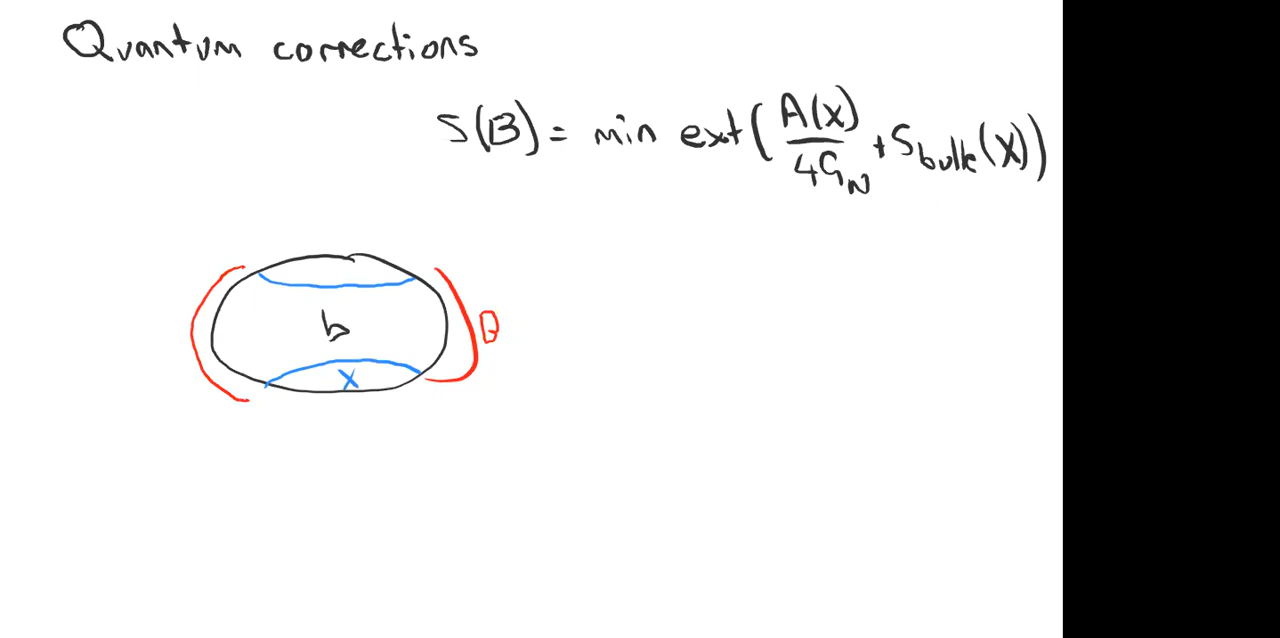 Quantum corrections
S(B) = min ext(A(X)/4G_N + S_bulk(X))
b
B
X